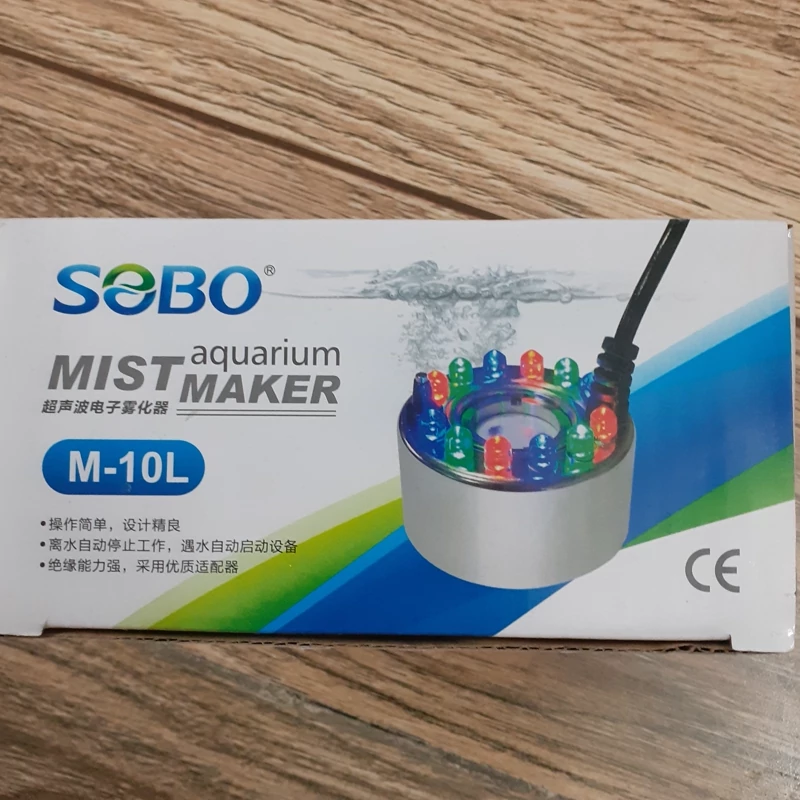 SOBO®
aquarium
MIST MAKER
超声波电子雾化器
M-10L
•操作简单，设计精良
•离水自动停止工作，遇水自动启动设备
•绝缘能力强，采用优质适配器
CE